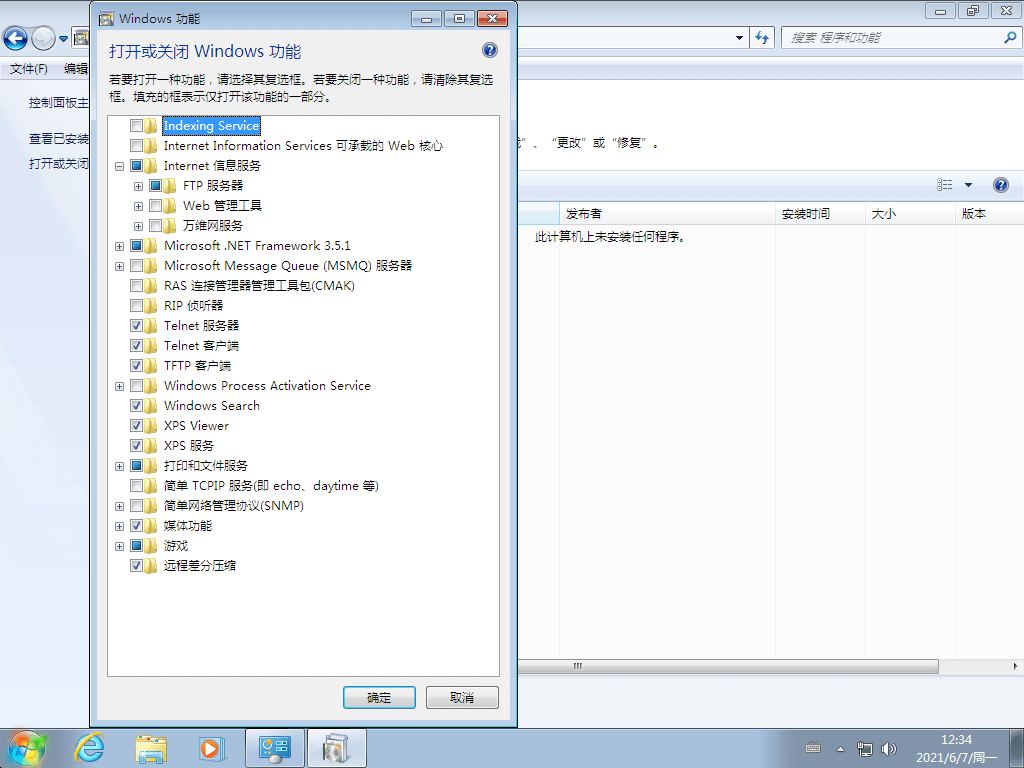 Windows 功能
打开或关闭 Windows 功能
若要打开一种功能，请选择其复选框。若要关闭一种功能，请清除其复选
框。填充的框表示仅打开该功能的一部分。
Indexing Service
Internet Information Services 可承载的 Web 核心
Internet 信息服务
FTP 服务器
Web 管理工具
万维网服务
Microsoft .NET Framework 3.5.1
Microsoft Message Queue (MSMQ) 服务器
RAS 连接管理器管理工具包(CMAK)
RIP 侦听器
Telnet 服务器
Telnet 客户端
TFTP 客户端
Windows Process Activation Service
Windows Search
XPS Viewer
XPS 服务
打印和文件服务
简单 TCPIP 服务(即 echo、daytime 等)
简单网络管理协议(SNMP)
媒体功能
游戏
远程差分压缩
确定 取消
文件(F) 编辑
控制面板主
查看已安装
打开或关闭
搜索 程序和功能
”、“更改”或“修复”。
发布者 安装时间 大小 版本
此计算机上未安装任何程序。
12:34
2021/6/7/周一